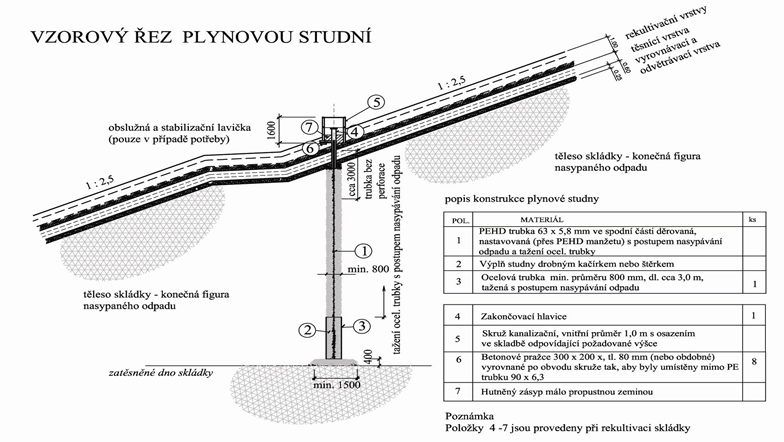 VZOROVÝ ŘEZ PLYNOVOU STUDNÍ
rekultivační vrstvy
těsnící vrstva
vyrovnávací a
odvětrávací vrstva
1.00
0.60
0.25
1 : 2,5
5
7
4
1600
6
obslužná a stabilizační lavička
(pouze v případě potřeby)
1 : 2,5
cca 3000
trubka bez
perforace
tažení ocel. trubky s postupem nasypávání odpadu
těleso skládky - konečná figura
nasypaného odpadu
1
min. 800
těleso skládky - konečná figura
nasypaného odpadu
2
3
400
zatěsněné dno skládky
min. 1500
popis konstrukce plynové studny
POL. MATERIÁL ks
1 PEHD trubka 63 x 5,8 mm ve spodní části děrovaná,
nastavovaná (přes PEHD manžetu) s postupem nasypávání
odpadu a tažení ocel. trubky
2 Výplň studny drobným kačírkem nebo štěrkem
3 Ocelová trubka min. průměru 800 mm, dl. cca 3,0 m,
tažená s postupem nasypávání odpadu 1
4 Zakončovací hlavice 1
5 Skruž kanalizační, vnitřní průměr 1,0 m s osazením
ve skladbě odpovídající požadované výšce
6 Betonové pražce 300 x 200 x, tl. 80 mm (nebo obdobné) 8
vyrovnané po obvodu skruže tak, aby byly umístěny mimo PE
trubku 90 x 6,3
7 Hutněný zásyp málo propustnou zeminou
Poznámka
Položky 4 -7 jsou provedeny při rekultivaci skládky